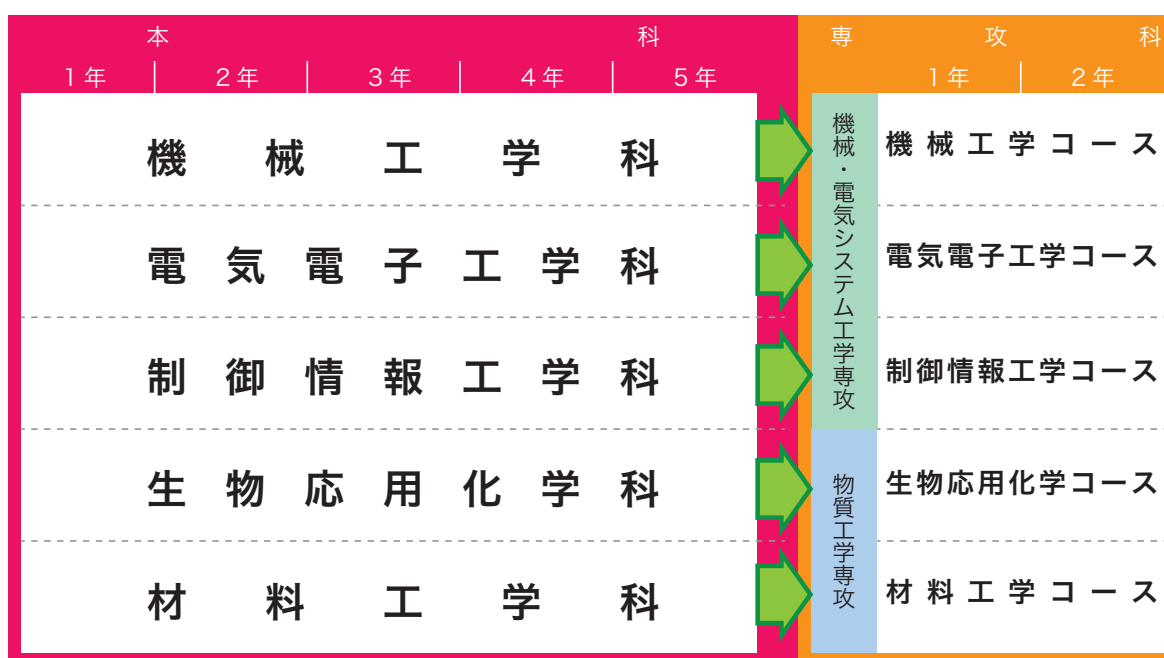 本科
専攻科
1年 2年 3年 4年 5年
1年 2年
機械工学科
電気電子工学科
制御情報工学科
生物応用化学科
材料工学科
機械・電気システム工学専攻
物質工学専攻
機械工学コース
電気電子工学コース
制御情報工学コース
生物応用化学コース
材料工学コース